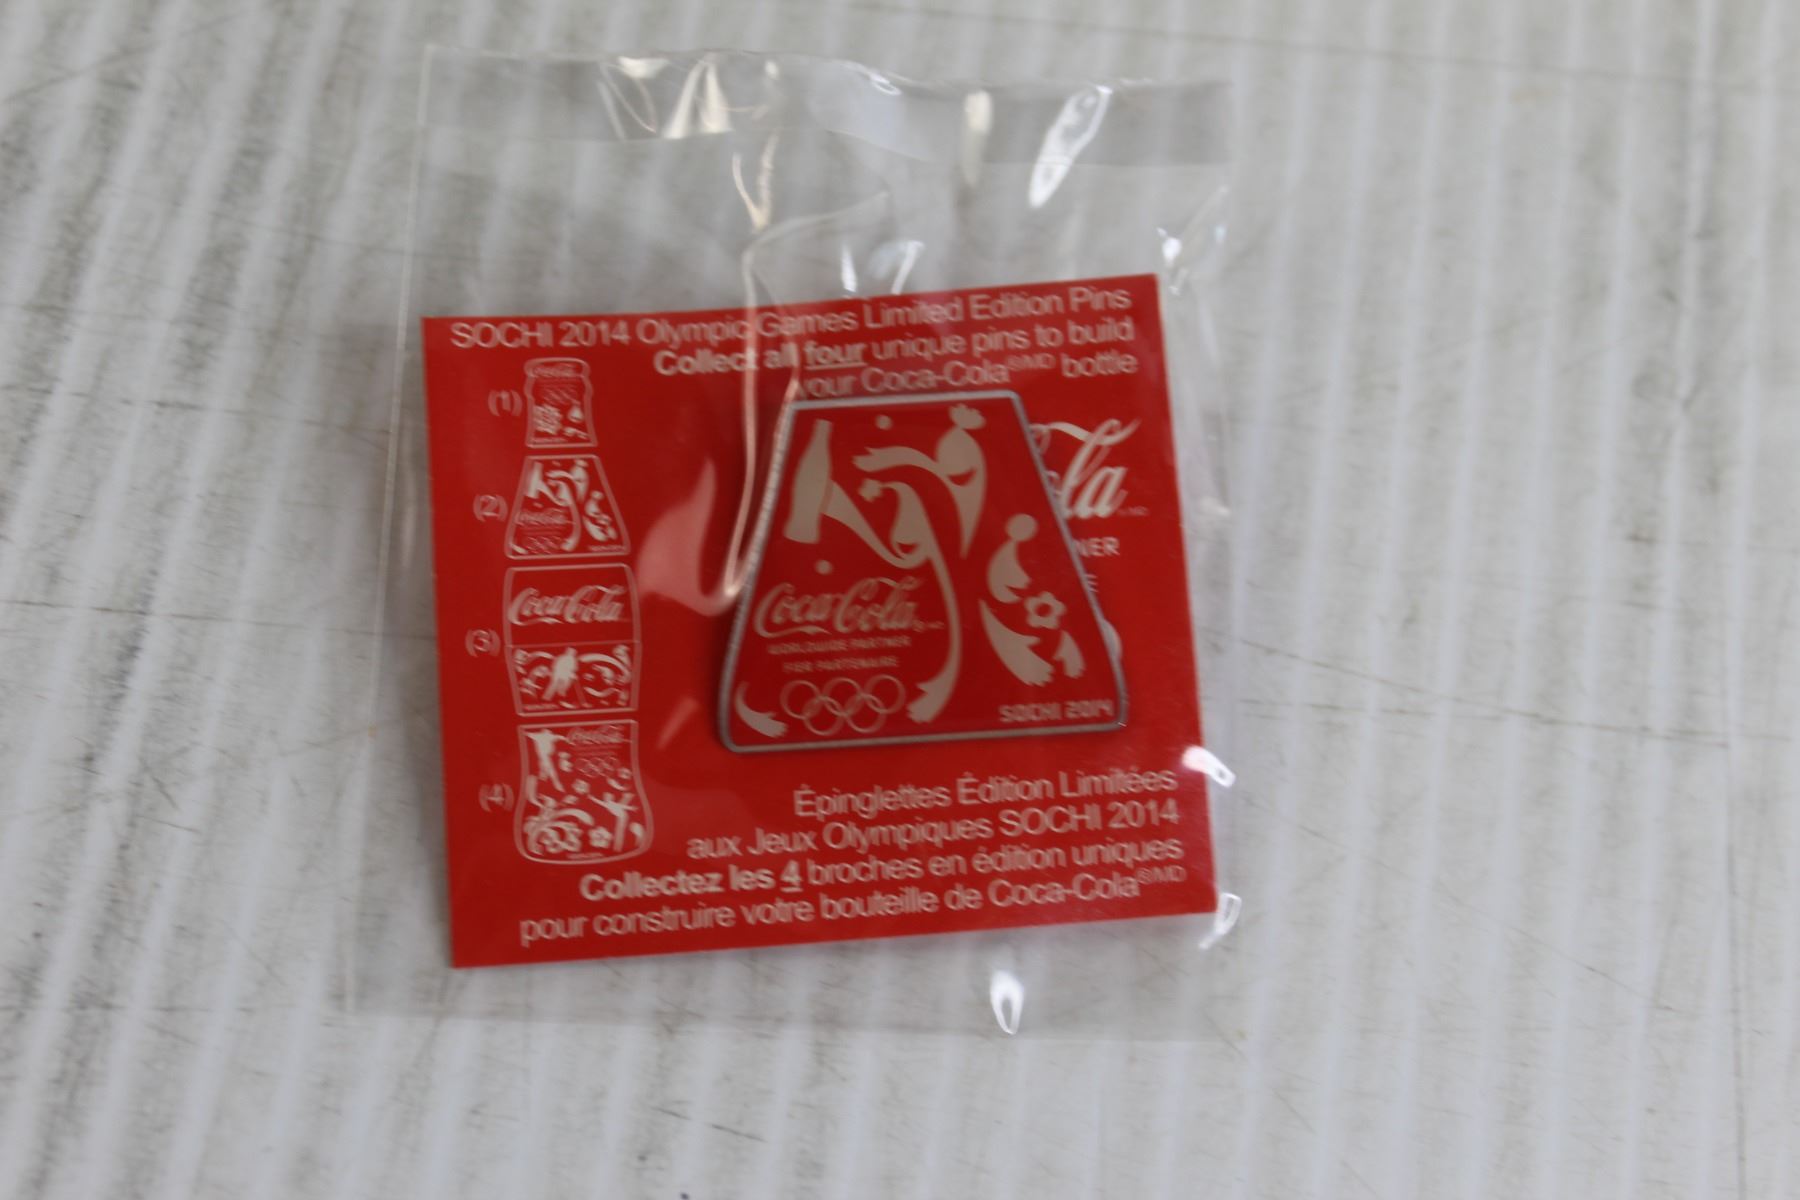 SOCHI 2014 Olympic Games Limited Edition Pins
Collect all four unique pins to build
your Coca-Cola®MD bottle
(1)
(2)
(3)
Coca-Cola
(4)
Coca-Cola
WORLDWIDE PARTNER
FIER PARTENAIRE
SOCHI 2014
Épinglettes Édition Limitées
aux Jeux Olympiques SOCHI 2014
Collectez les 4 broches en édition uniques
pour construire votre bouteille de Coca-Cola®MD